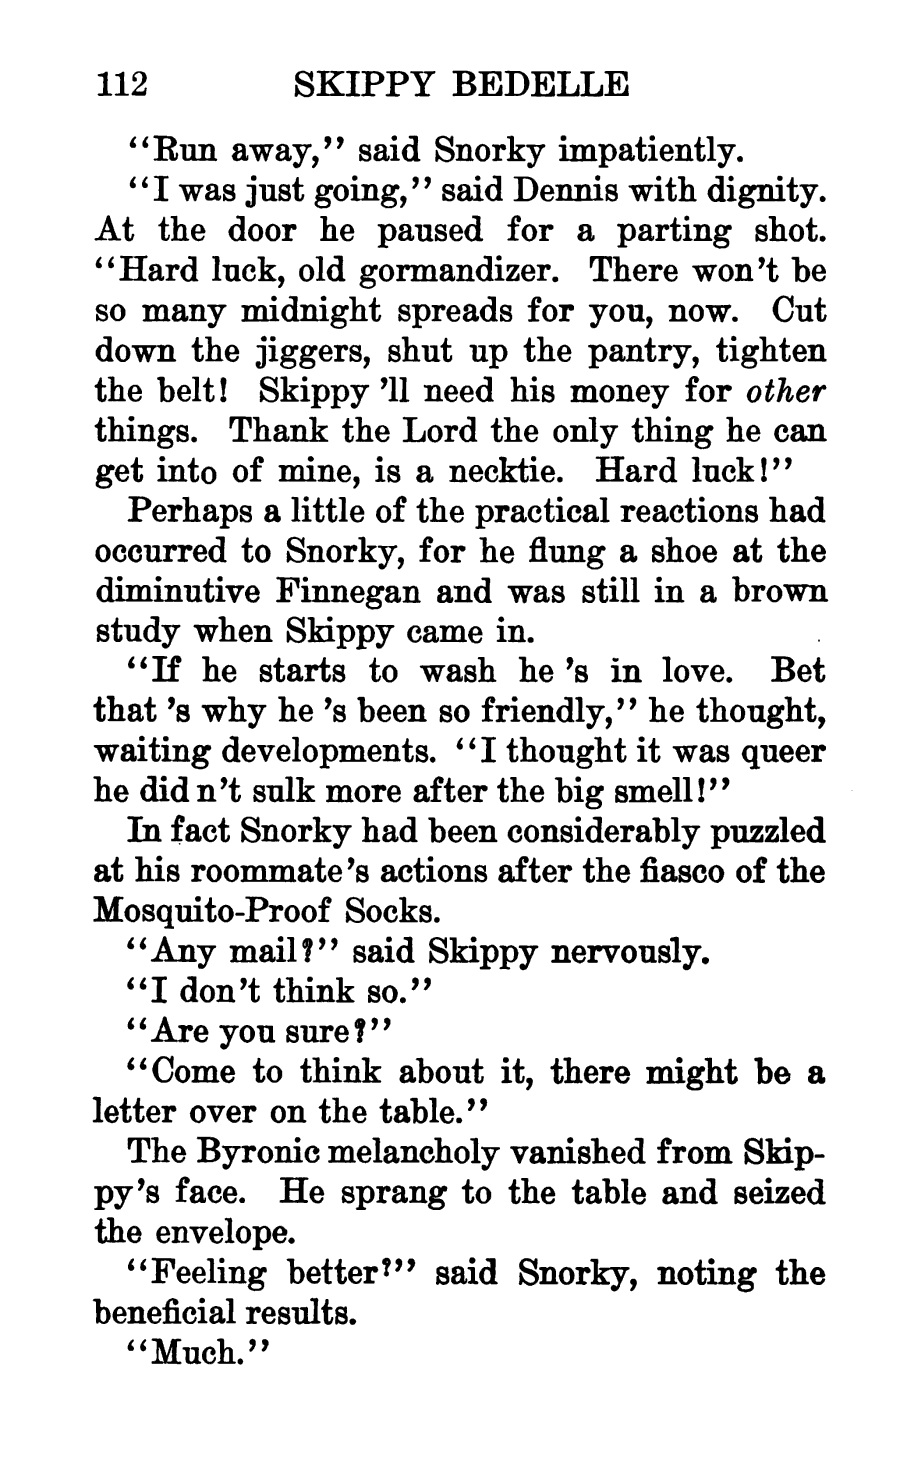 112 SKIPPY BEDELLE
“Run away,” said Snorky impatiently.
“I was just going,” said Dennis with dignity.
At the door he paused for a parting shot.
“Hard luck, old gormandizer. There won’t be
so many midnight spreads for you, now. Cut
down the jiggers, shut up the pantry, tighten
the belt! Skippy ’ll need his money for other
things. Thank the Lord the only thing he can
get into of mine, is a necktie. Hard luck!”
Perhaps a little of the practical reactions had
occurred to Snorky, for he flung a shoe at the
diminutive Finnegan and was still in a brown
study when Skippy came in.
“If he starts to wash he ’s in love. Bet
that ’s why he ’s been so friendly,” he thought,
waiting developments. “I thought it was queer
he did n’t sulk more after the big smell!”
In fact Snorky had been considerably puzzled
at his roommate’s actions after the fiasco of the
Mosquito-Proof Socks.
“Any mail?” said Skippy nervously.
“I don’t think so.”
“Are you sure?”
“Come to think about it, there might be a
letter over on the table.”
The Byronic melancholy vanished from Skip-
py’s face. He sprang to the table and seized
the envelope.
“Feeling better?” said Snorky, noting the
beneficial results.
“Much.”